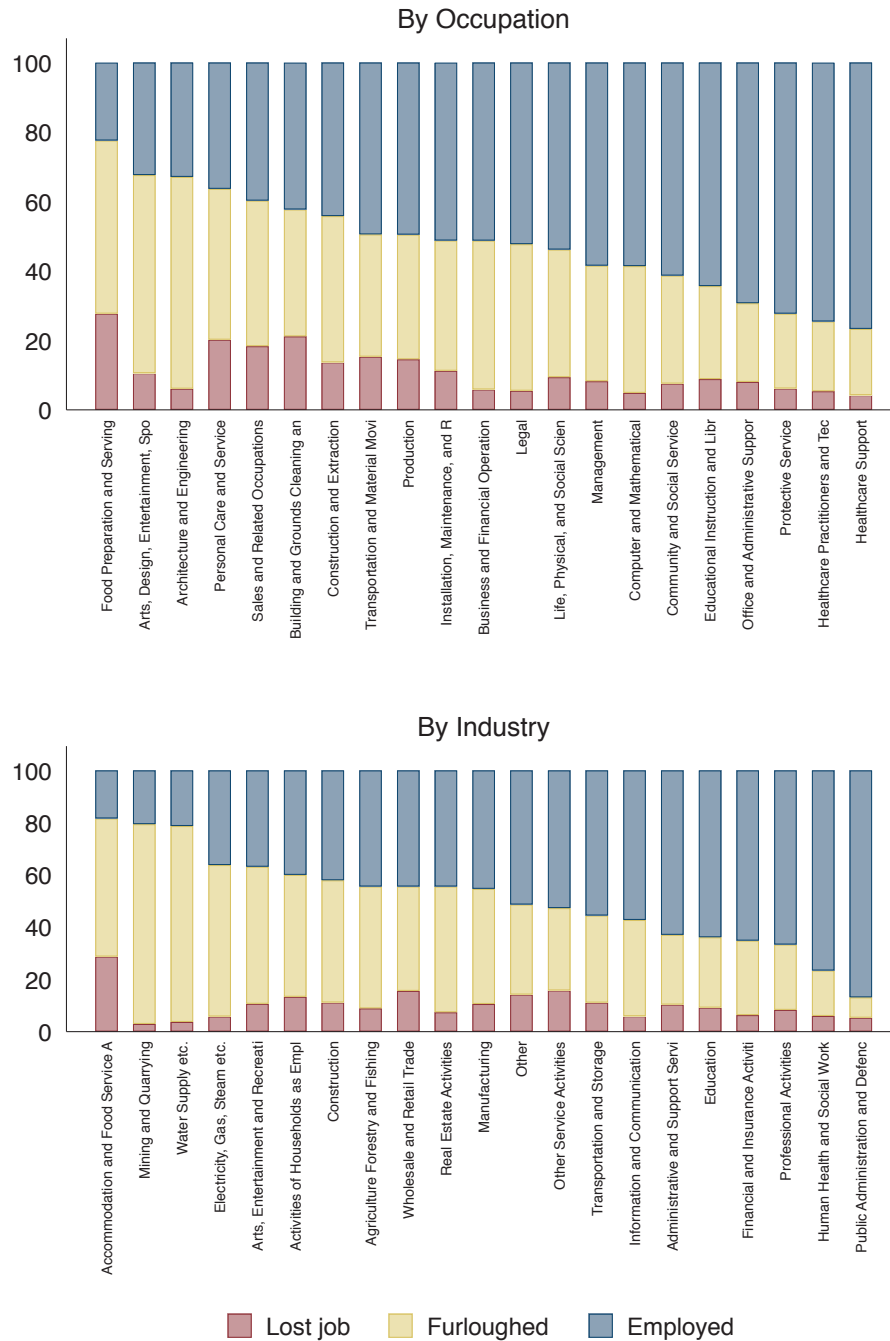 By Occupation
100
80
60
40
20
0
Food Preparation and Serving
Arts, Design, Entertainment, Spo
Architecture and Engineering
Personal Care and Service
Sales and Related Occupations
Building and Grounds Cleaning an
Construction and Extraction
Transportation and Material Movi
Production
Installation, Maintenance, and R
Business and Financial Operation
Legal
Life, Physical, and Social Scien
Management
Computer and Mathematical
Community and Social Service
Educational Instruction and Libr
Office and Administrative Suppor
Protective Service
Healthcare Practitioners and Tec
Healthcare Support
By Industry
100
80
60
40
20
0
Accommodation and Food Service A
Mining and Quarrying
Water Supply etc.
Electricity, Gas, Steam etc.
Arts, Entertainment and Recreati
Activities of Households as Empl
Construction
Agriculture Forestry and Fishing
Wholesale and Retail Trade
Real Estate Activities
Manufacturing
Other
Other Service Activities
Transportation and Storage
Information and Communication
Administrative and Support Servi
Education
Financial and Insurance Activiti
Professional Activities
Human Health and Social Work
Public Administration and Defenc
Lost job Furloughed Employed